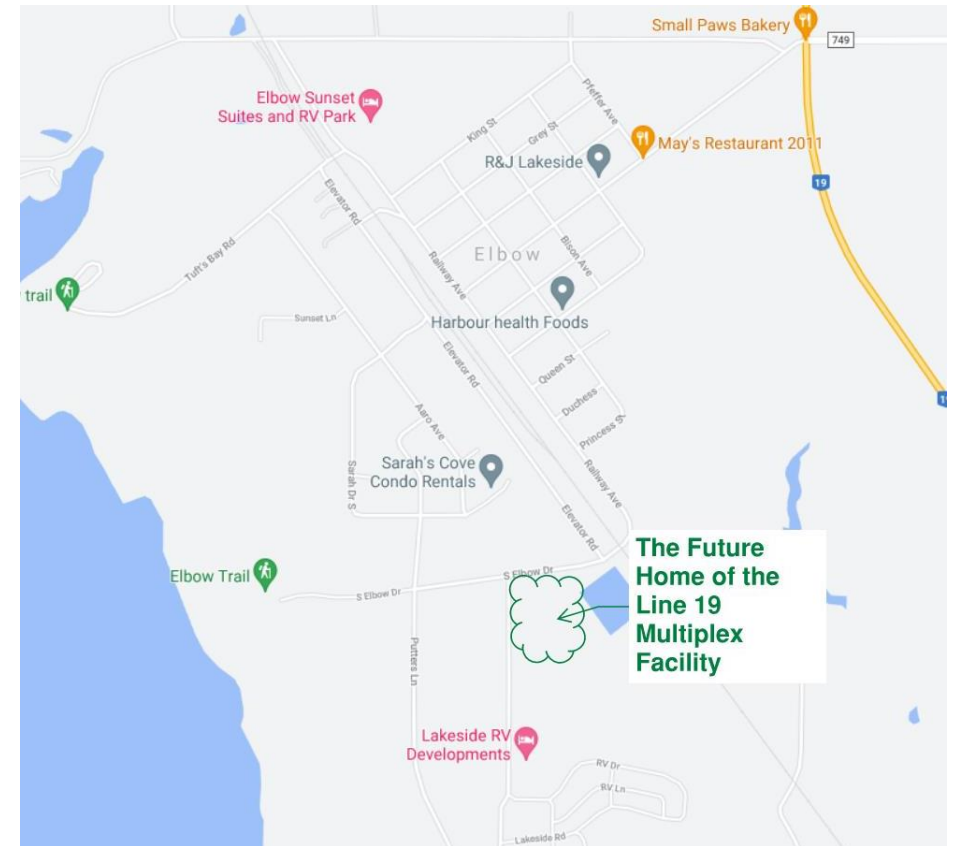 Small Paws Bakery
749
Elbow Sunset
Suites and RV Park
Pfeffer Ave
King St
Grey St
May's Restaurant 2011
R&J Lakeside
19
Elevator Rd
Tuft's Bay Rd
Railway Ave
Elbow
Bison Ave
trail
Sunset Ln
Harbour health Foods
Elevator Rd
Queen St
Duchess
Princess St
Aaro Ave
Sarah Dr S
Sarah's Cove
Condo Rentals
Railway Ave
Elevator Rd
The Future
Home of the
Line 19
Multiplex
Facility
Elbow Trail
S Elbow Dr
S Elbow Dr
Putters Ln
Lakeside RV
Developments
RV Dr
RV Ln
Lakeside Rd